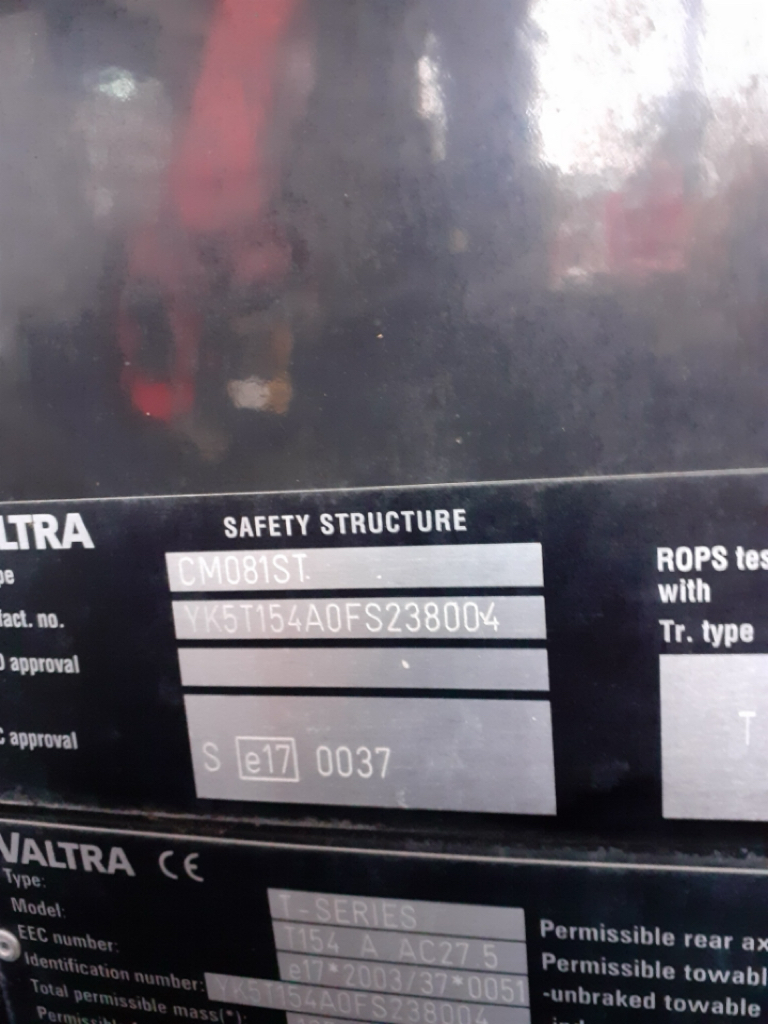 LTRA
SAFETY STRUCTURE
pe CM081ST
fact. no. YK5T154A0FS238004
O approval
C approval S e17 0037
ROPS tes
with
Tr. type
T
VALTRA CE
Type: T-SERIES
Model: T154 A AC27.5
EEC number: e17*2003/37*0051
Identification number: YK5T154A0FS238004
Total permissible mass(*):
Permissible rear ax
Permissible towabl
-unbraked towable